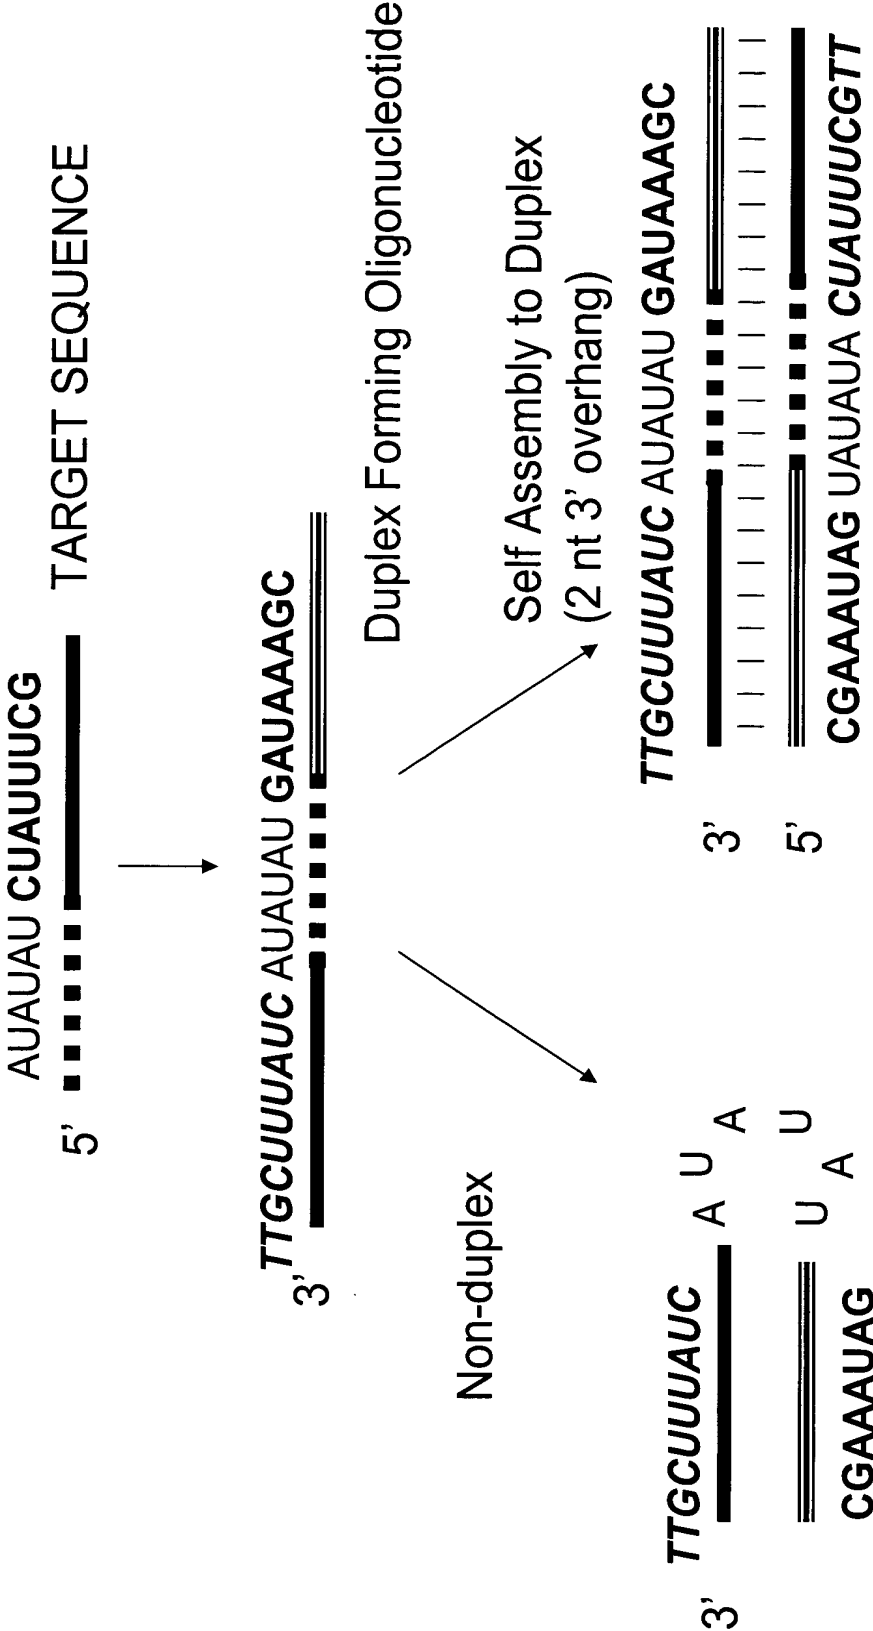 AUAUAU CUAUUUCG
5’ TARGET SEQUENCE
TTGCUUUAUC AUAUAU GAUAAAGC
3’
Duplex Forming Oligonucleotide
Non-duplex
Self Assembly to Duplex
(2 nt 3’ overhang)
TTGCUUUAUC
3’
A U A U A U
CGAAAUAG
TTGCUUUAUC AUAUAU GAUAAAGC
3’
5’
CGAAAUAG UAUAUA CUAUUUCGTT